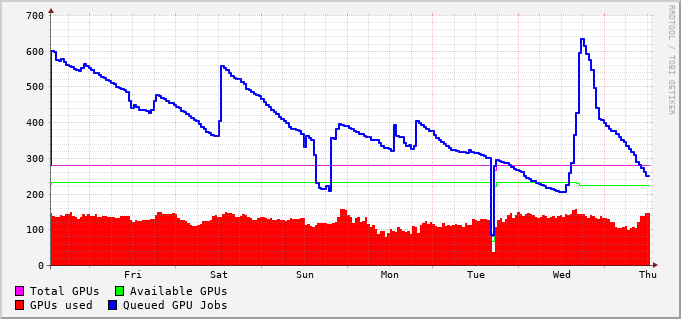 700
600
500
400
300
200
100
0
Fri Sat Sun Mon Tue Wed Thu
Total GPUs Available GPUs
GPUs used Queued GPU Jobs
RRDTOOL / TOBI OETIKER